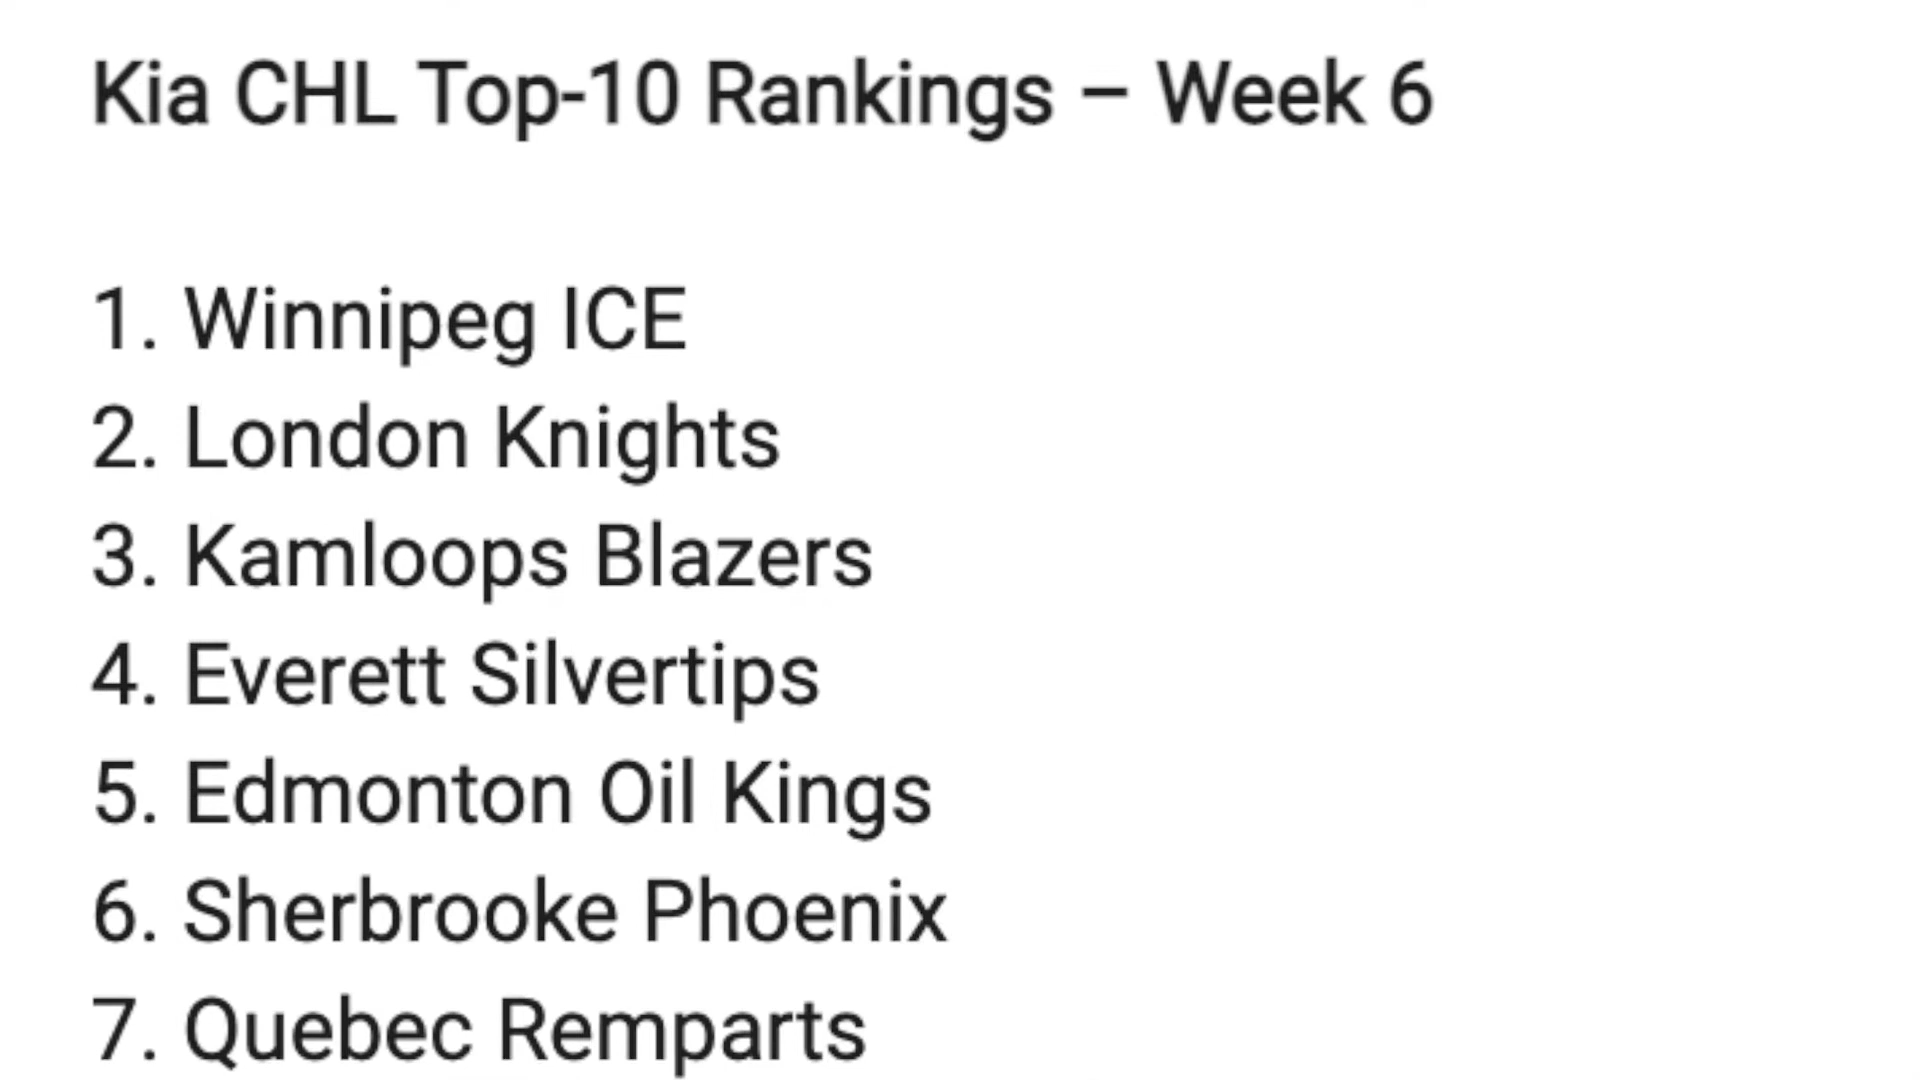 Kia CHL Top-10 Rankings – Week 6
1. Winnipeg ICE
2. London Knights
3. Kamloops Blazers
4. Everett Silvertips
5. Edmonton Oil Kings
6. Sherbrooke Phoenix
7. Quebec Remparts